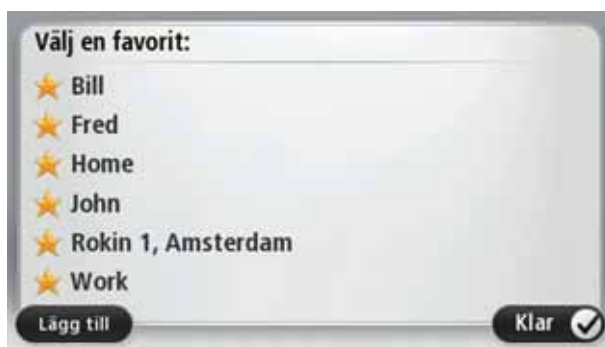 Välj en favorit:
Bill
Fred
Home
John
Rokin 1, Amsterdam
Work
Lägg till
Klar